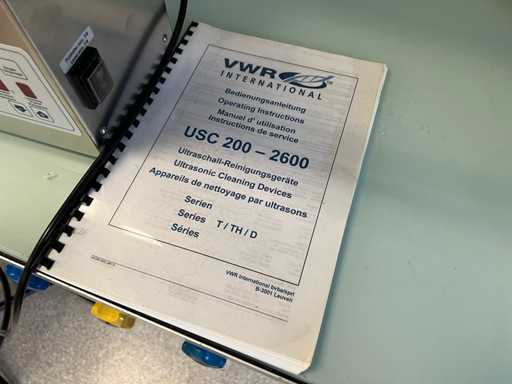 VWR
INTERNATIONAL
Bedienungsanleitung
Operating Instructions
Manuel d' utilisation
Instructions de service
USC 200 – 2600
Ultraschall-Reinigungsgeräte
Ultrasonic Cleaning Devices
Appareils de nettoyage par ultrasons
Serien
Series T / TH / D
Séries
VWR International bvba/sprl
B-3001 Leuven